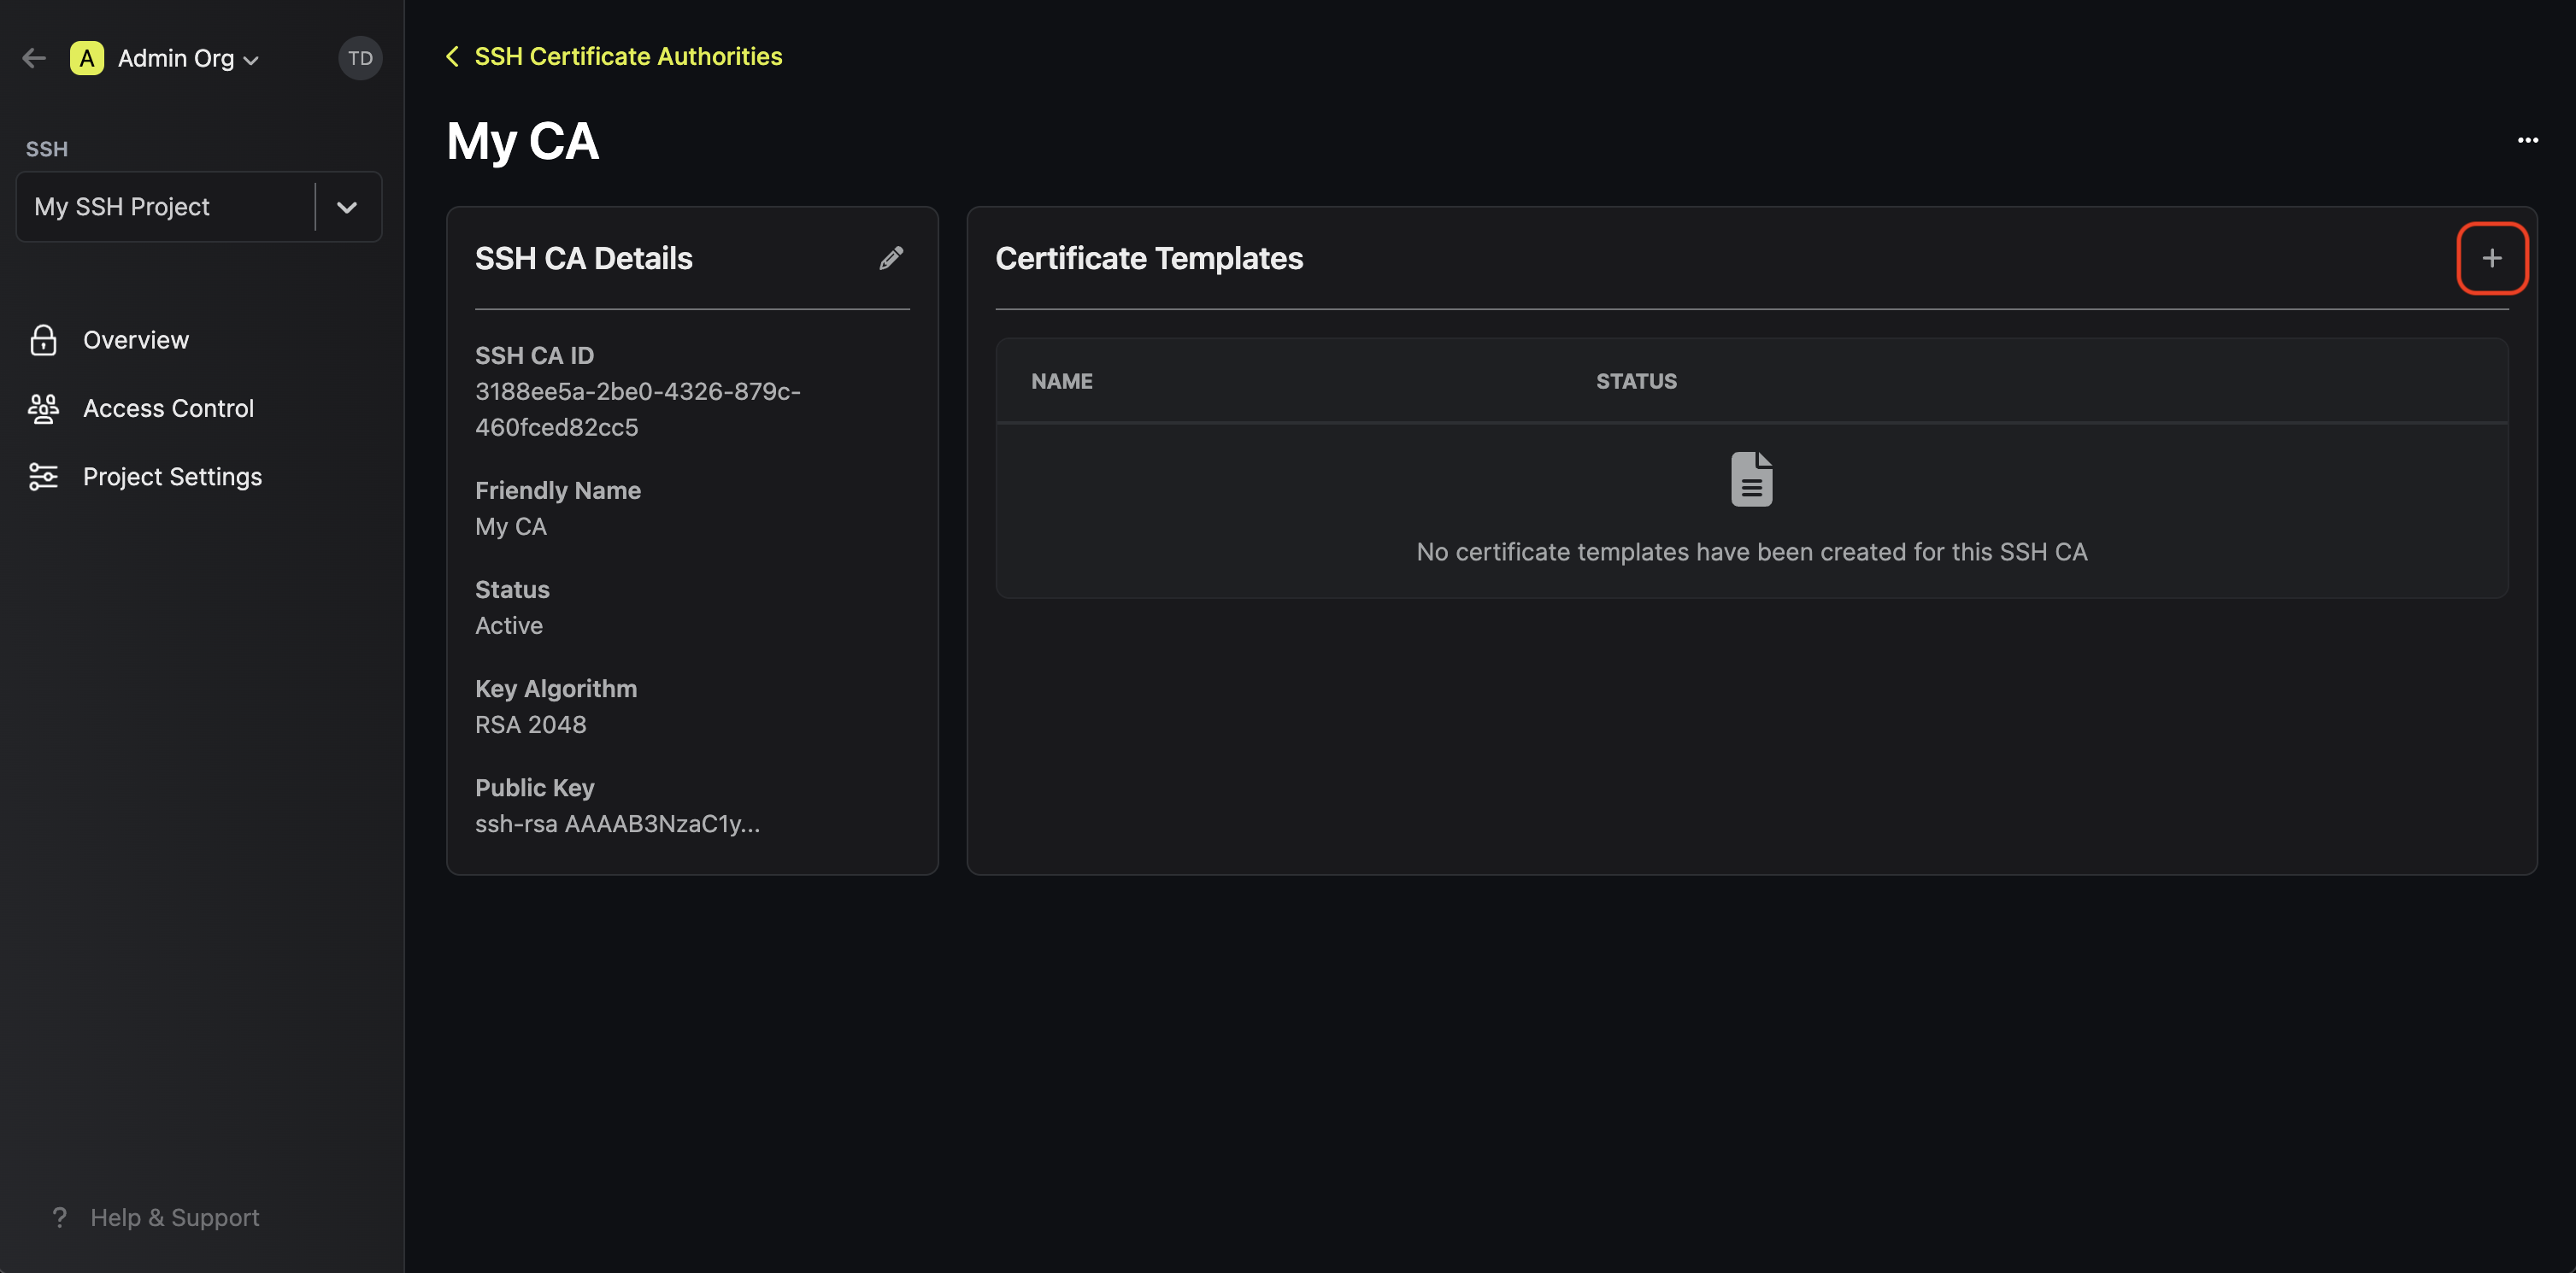 A Admin Org
TD
SSH
My SSH Project
Overview
Access Control
Project Settings
? Help & Support
SSH Certificate Authorities
My CA
SSH CA Details
SSH CA ID
3188ee5a-2be0-4326-879c-
460fced82cc5
Friendly Name
My CA
Status
Active
Key Algorithm
RSA 2048
Public Key
ssh-rsa AAAAB3NzaC1y...
Certificate Templates
NAME STATUS
No certificate templates have been created for this SSH CA